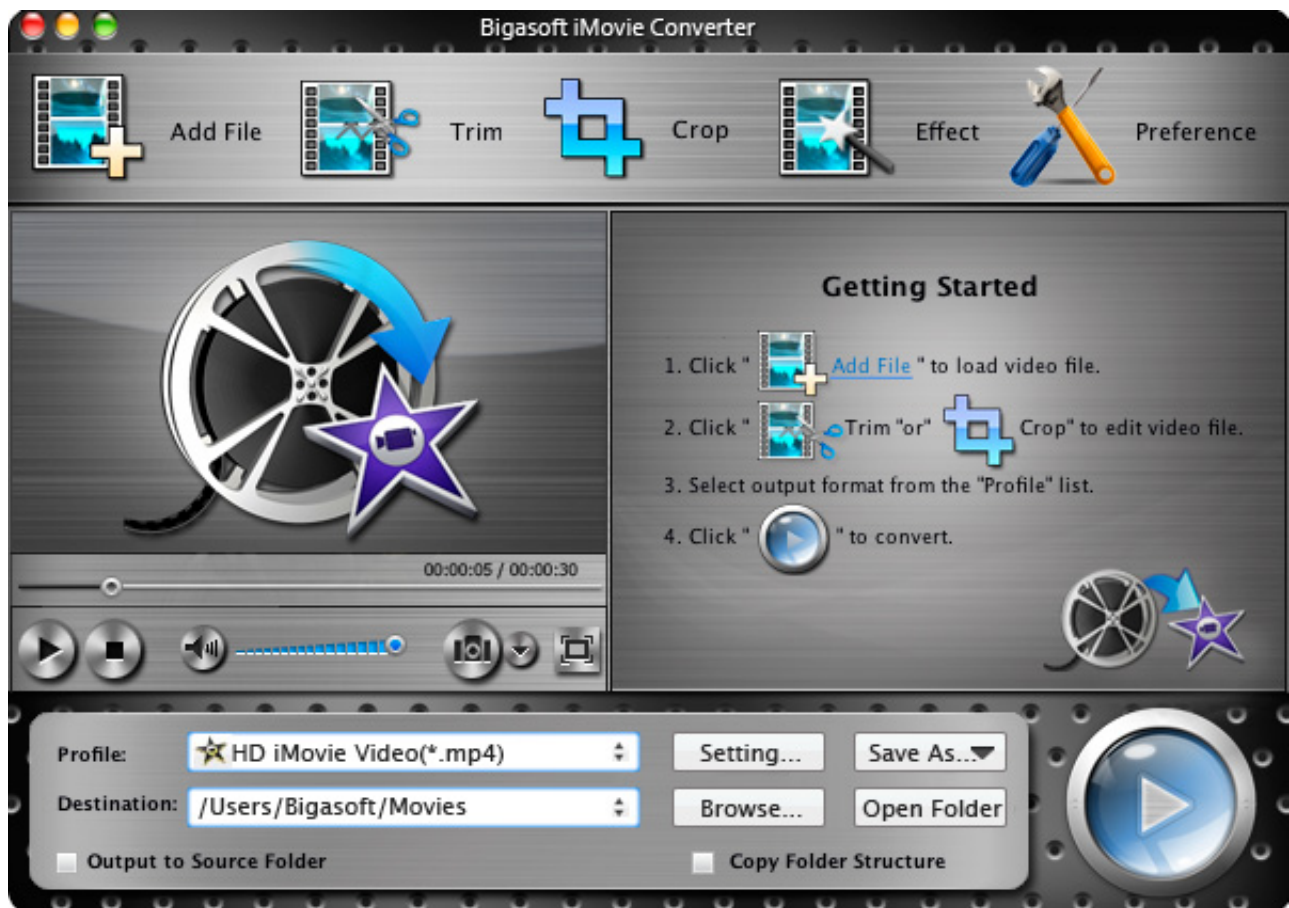 Bigasoft iMovie Converter
Add File
Trim
Crop
Effect
Preference
Getting Started
1. Click " Add File " to load video file.
2. Click " Trim "or" Crop" to edit video file.
3. Select output format from the "Profile" list.
4. Click " " to convert.
00:00:05 / 00:00:30
Profile: HD iMovie Video(*.mp4) Setting... Save As...
Destination: /Users/Bigasoft/Movies Browse... Open Folder
Output to Source Folder Copy Folder Structure